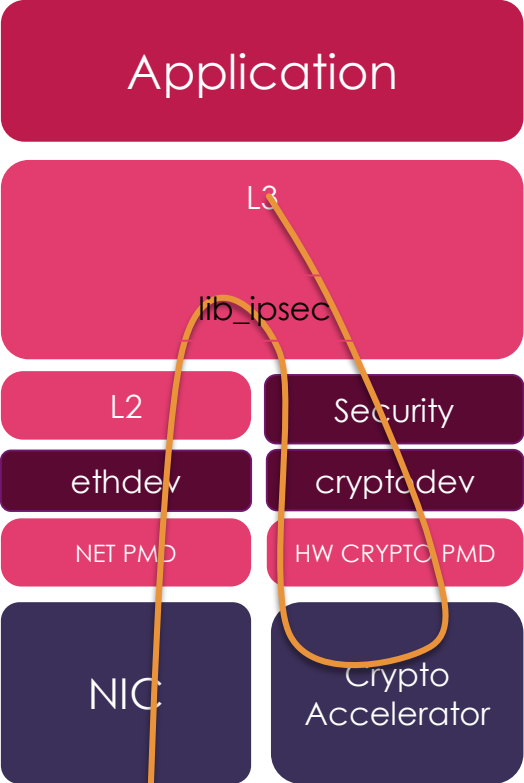 Application
L3
lib_ipsec
L2
Security
ethdev
cryptodev
NET PMD
HW CRYPTO PMD
NIC
Crypto
Accelerator